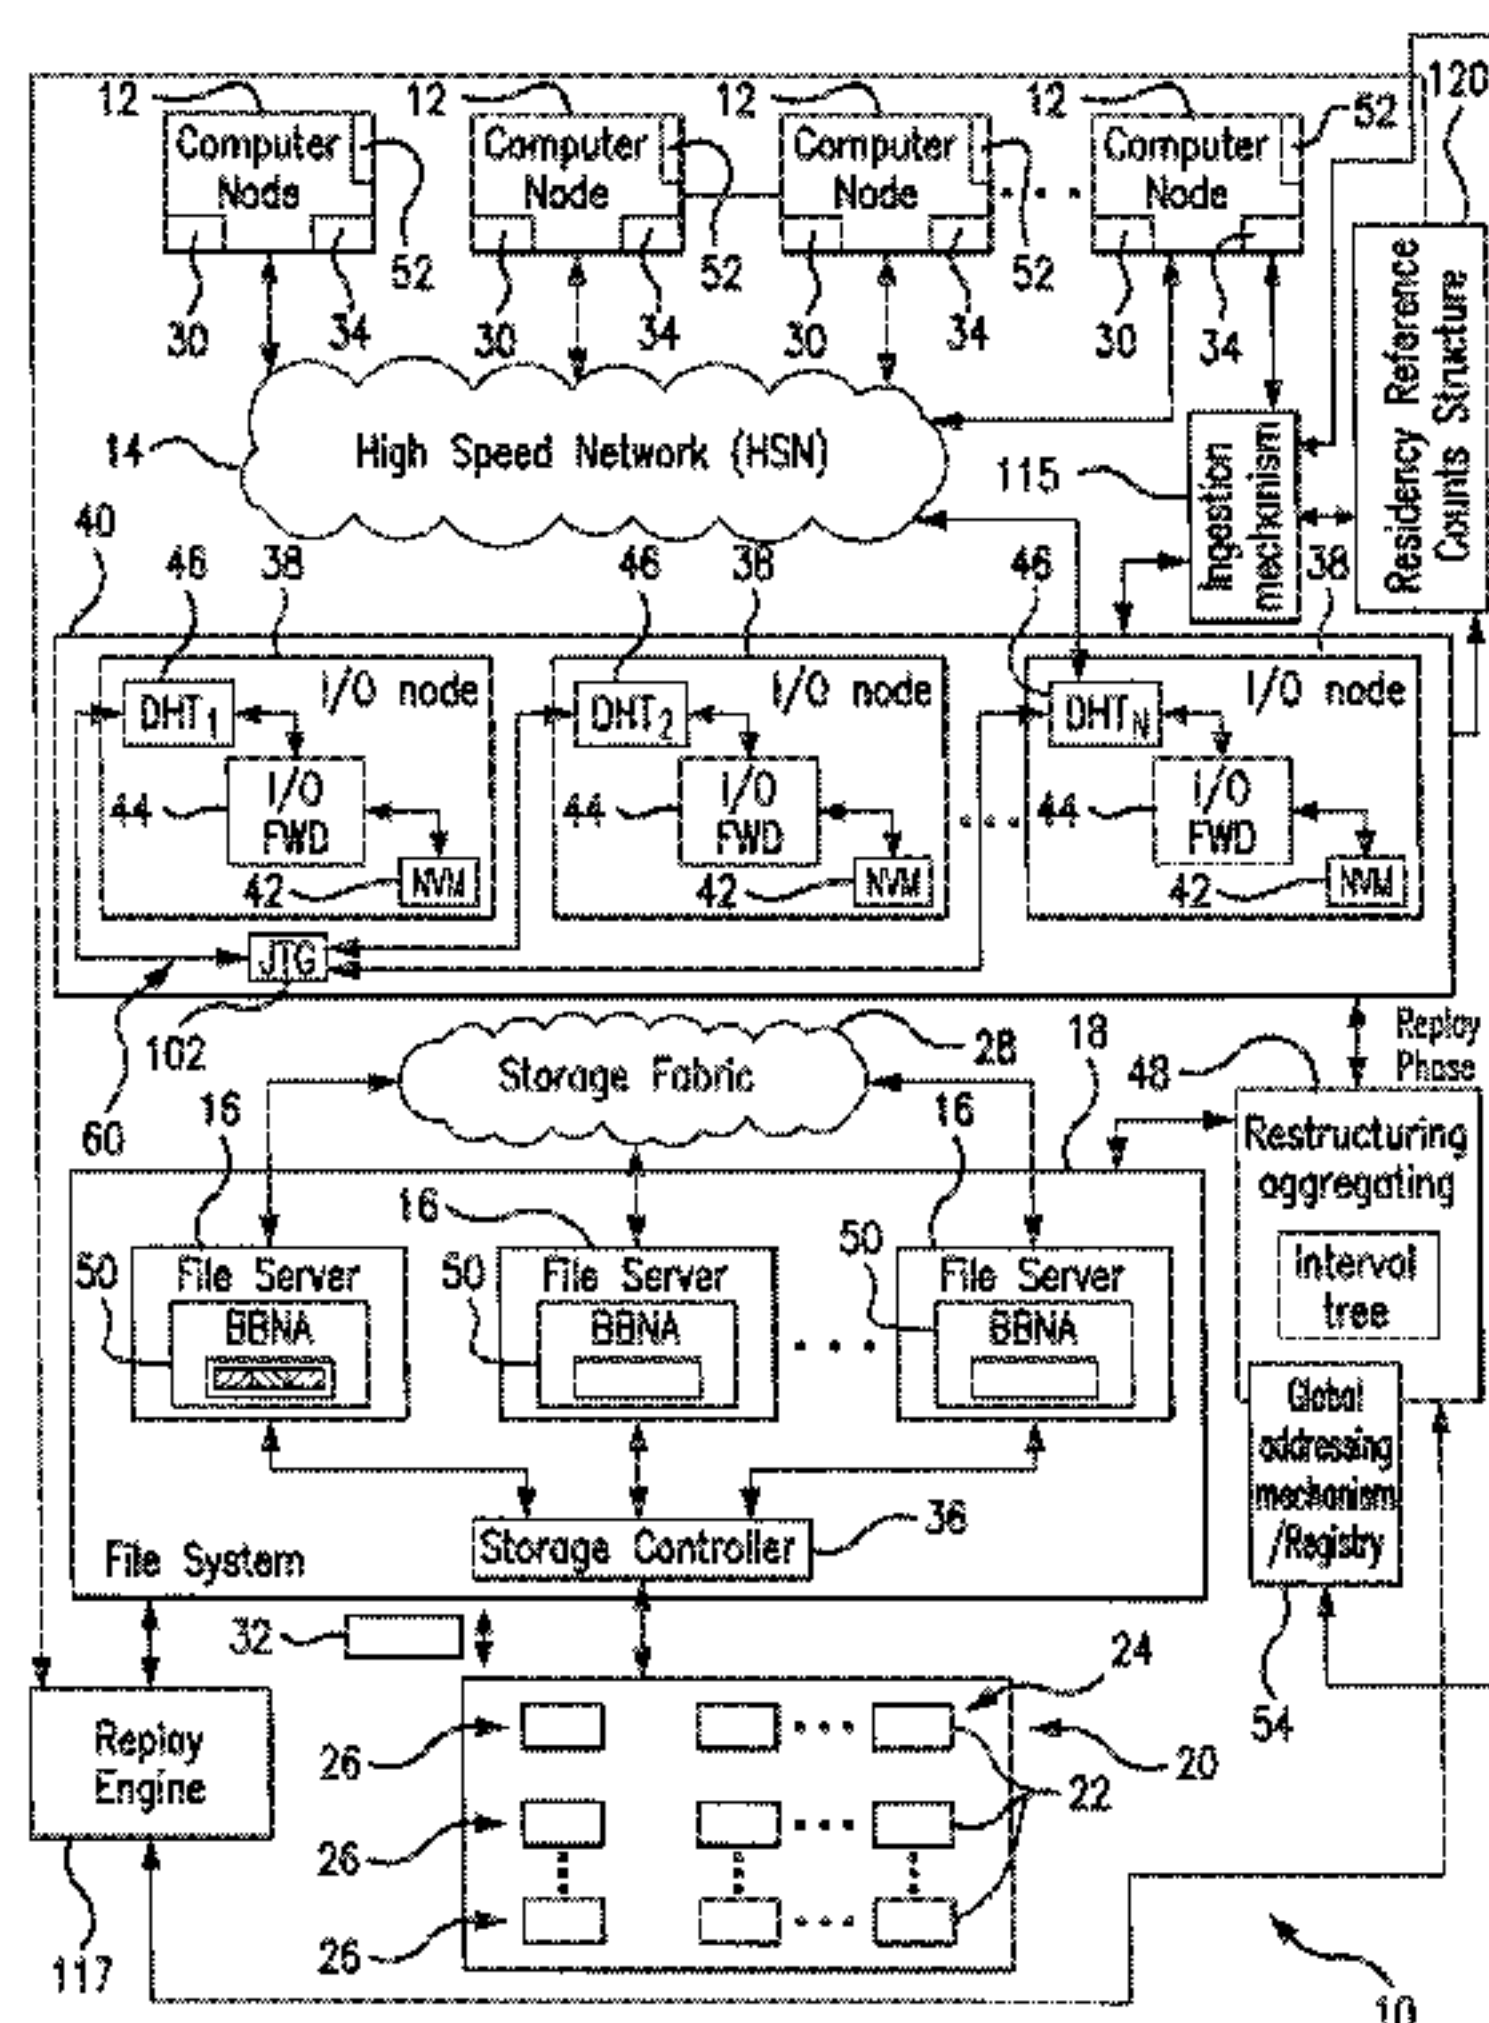 120
12 12 12 12 52
Computer Node
Computer Node
Computer Node
Computer Node
52 52 52
30 34 30 34 30 34 30 34
Residency Reference
Counts Structure
14
High Speed Network (HSN)
115
Ingestion
mechanism
40
46 38 46 38 46 38
I/O node I/O node I/O node
DHT1 DHT2 DHTN
I/O
FWD
I/O
FWD
I/O
FWD
44 44 44
42 NVM 42 NVM 42 NVM
JTG
102
60
Storage Fabric
28
18
48
Replay
Phase
16 16 16
Restructuring
aggregating
interval
tree
50 50 50
File Server File Server File Server
BBNA BBNA BBNA
Global
addressing
mechanism
/Registry
Storage Controller
36
File System
32
54
24
20
22
26
26
26
Replay
Engine
117
10